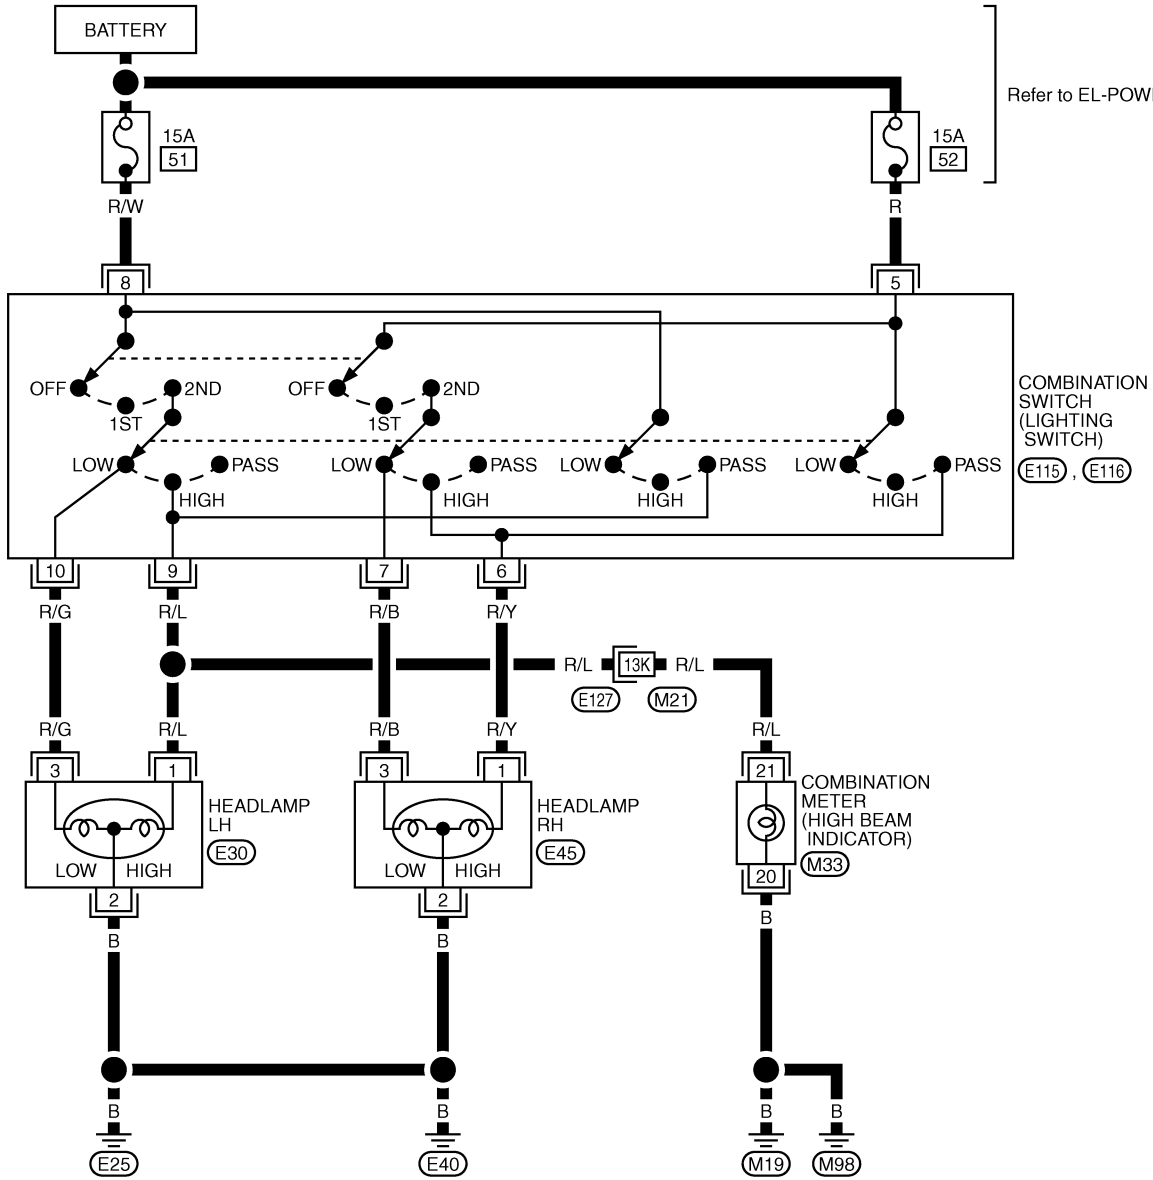 BATTERY
Refer to EL-POW
15A
51
15A
52
R/W
R
8
5
OFF
2ND
1ST
OFF
2ND
1ST
COMBINATION
SWITCH
(LIGHTING
SWITCH)
E115 , E116
LOW
PASS
HIGH
LOW
PASS
HIGH
LOW
PASS
HIGH
LOW
PASS
HIGH
10
9
7
6
R/G
R/L
R/B
R/Y
R/L
13K
R/L
E127
M21
R/G
R/L
R/B
R/Y
R/L
3
1
3
1
21
HEADLAMP
LH
E30
LOW
HIGH
HEADLAMP
RH
E45
LOW
HIGH
COMBINATION
METER
(HIGH BEAM
INDICATOR)
M33
2
2
20
B
B
B
B
B
B
B
E25
E40
M19
M98